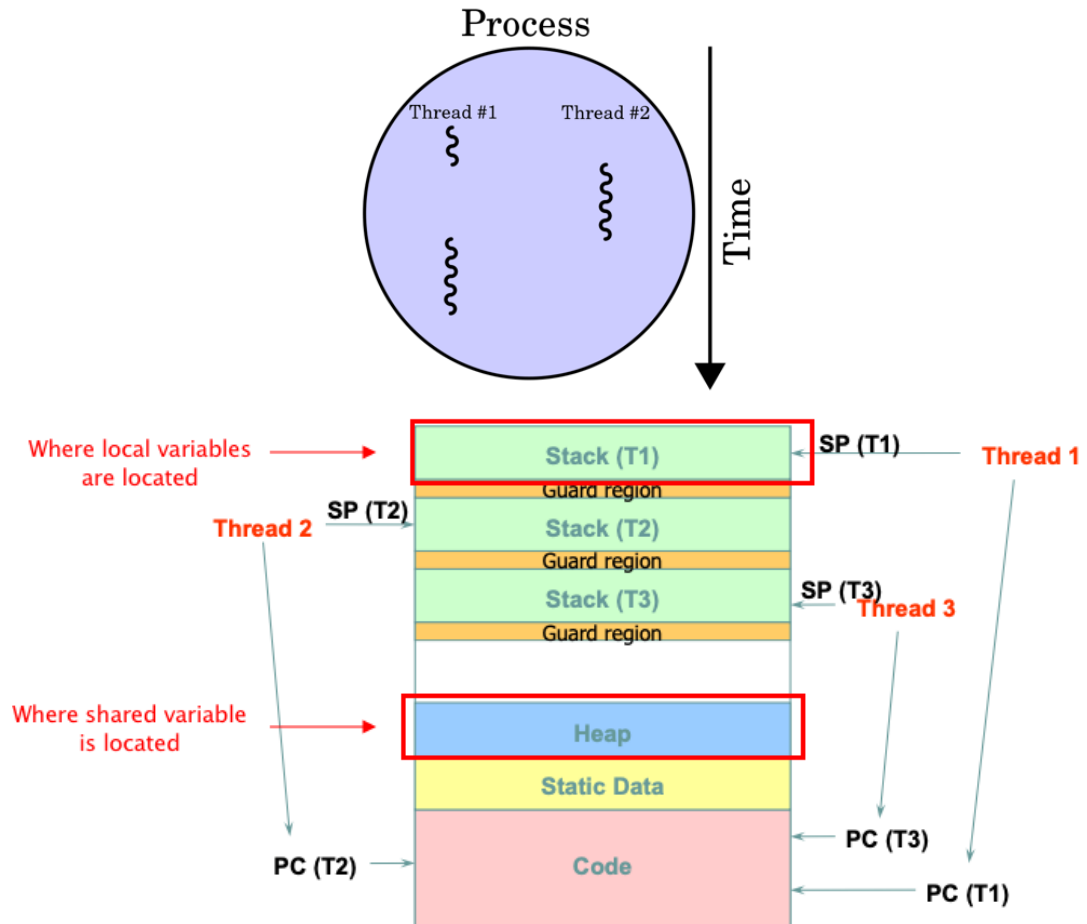 Process
Thread #1
Thread #2
Time
Where local variables
are located
Stack (T1)
SP (T1)
Thread 1
Guard region
SP (T2)
Thread 2
Stack (T2)
Guard region
Stack (T3)
SP (T3)
Thread 3
Guard region
Where shared variable
is located
Heap
Static Data
PC (T3)
PC (T2)
Code
PC (T1)